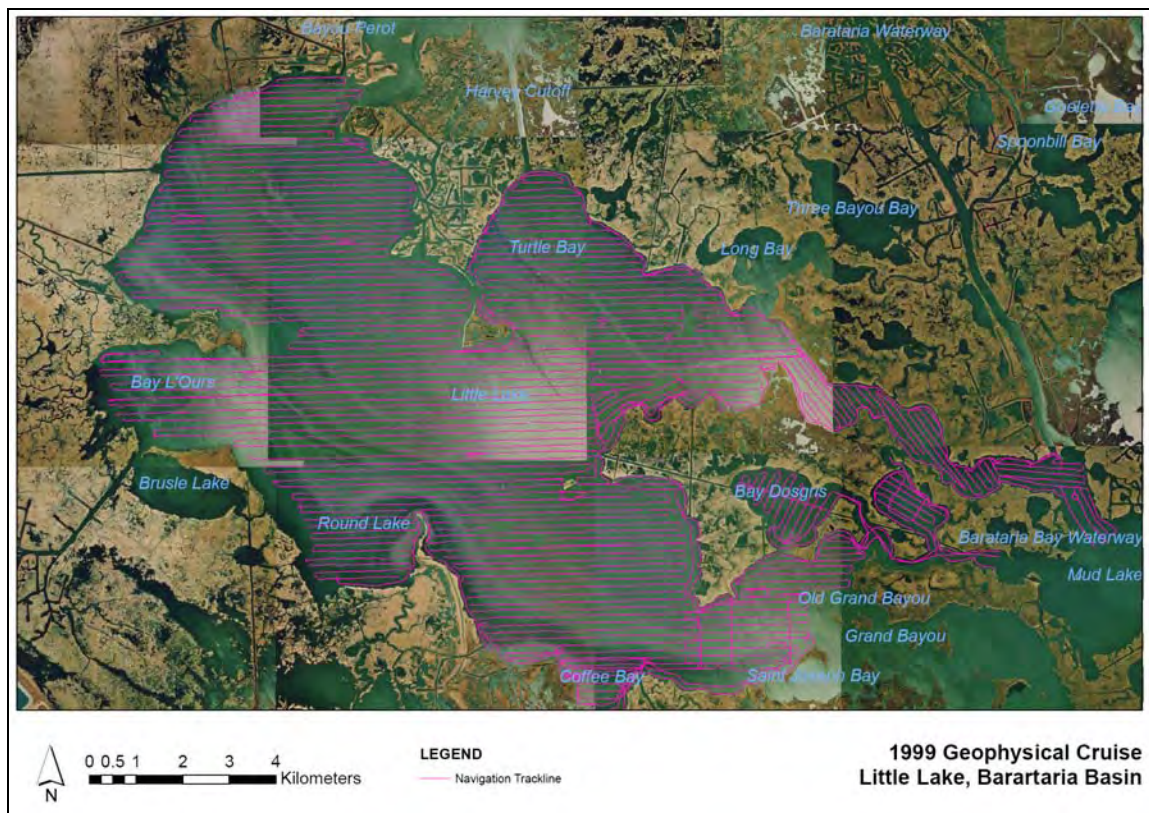 Bayou Perot
Barataria Waterway
Harvey Cutoff
Goelette Bay
Spoonbill Bay
Three Bayou Bay
Turtle Bay
Long Bay
Bay L'Ours
Little Lake
Brusle Lake
Bay Dosgris
Round Lake
Barataria Bay Waterway
Mud Lake
Old Grand Bayou
Grand Bayou
Coffee Bay
Saint Joseph Bay
N
0 0.5 1 2 3 4
Kilometers
LEGEND
Navigation Trackline
1999 Geophysical Cruise
Little Lake, Barartaria Basin